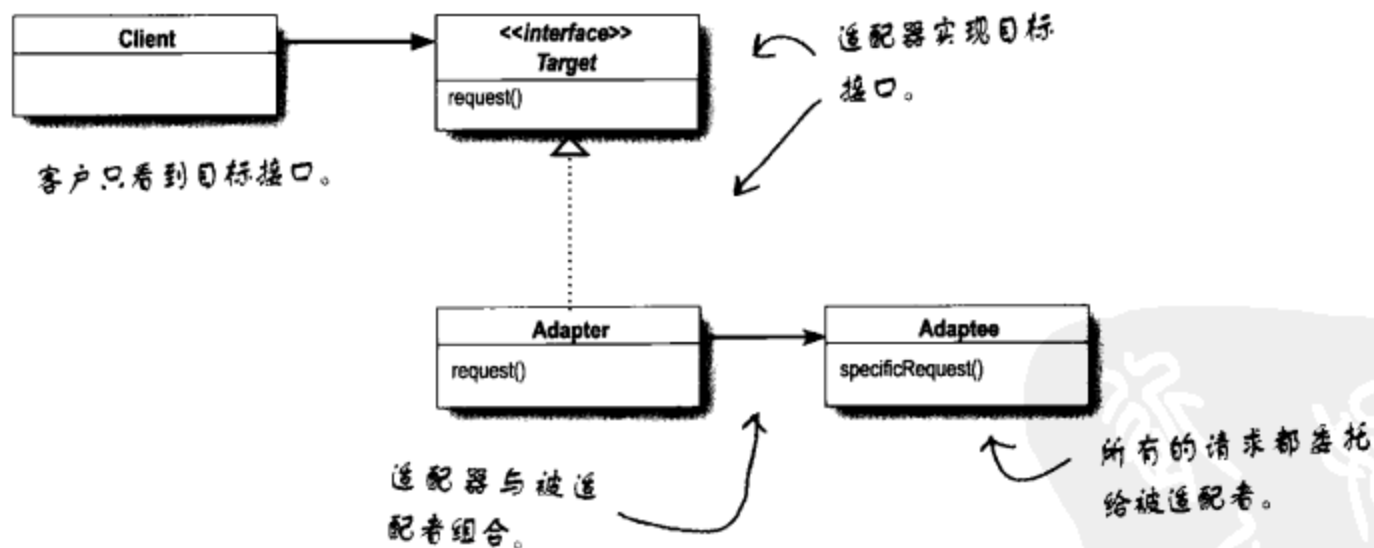 Client
<<interface>>
Target
request()
适配器实现目标
接口。
客户只看到目标接口。
Adapter
request()
Adaptee
specificRequest()
适配器与被适
配者组合。
所有的请求都委托
给被适配者。